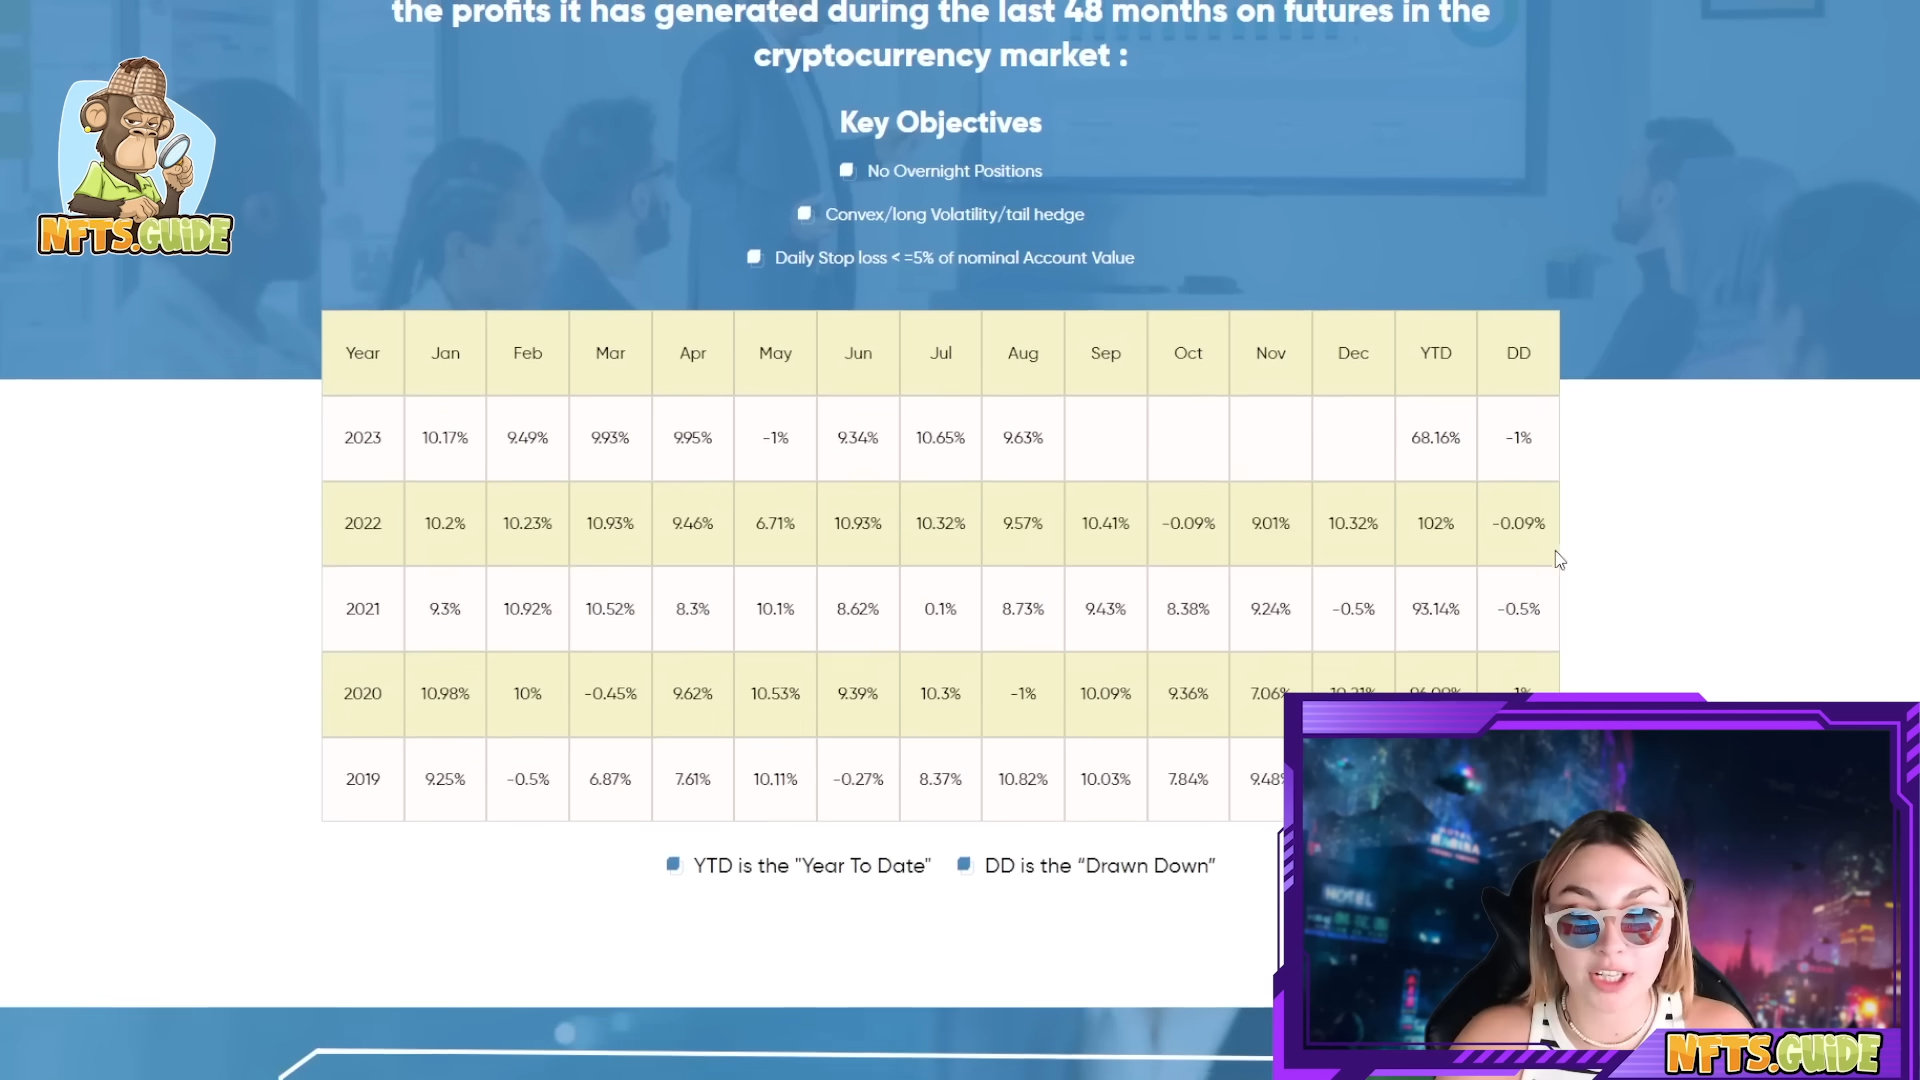 the profits it has generated during the last 48 months on futures in the
cryptocurrency market :
NFTS.GUiDE
Key Objectives
No Overnight Positions
Convex/long Volatility/tail hedge
Daily Stop loss < =5% of nominal Account Value
Year Jan Feb Mar Apr May Jun Jul Aug Sep Oct Nov Dec YTD DD
2023 10.17% 9.49% 9.93% 9.95% -1% 9.34% 10.65% 9.63% 68.16% -1%
2022 10.2% 10.23% 10.93% 9.46% 6.71% 10.93% 10.32% 9.57% 10.41% -0.09% 9.01% 10.32% 102% -0.09%
2021 9.3% 10.92% 10.52% 8.3% 10.1% 8.62% 0.1% 8.73% 9.43% 8.38% 9.24% -0.5% 93.14% -0.5%
2020 10.98% 10% -0.45% 9.62% 10.53% 9.39% 10.3% -1% 10.09% 9.36% 7.06%
2019 9.25% -0.5% 6.87% 7.61% 10.11% -0.27% 8.37% 10.82% 10.03% 7.84% 9.48%
YTD is the "Year To Date" DD is the “Drawn Down”
HOTEL
NFTS.GUiDE